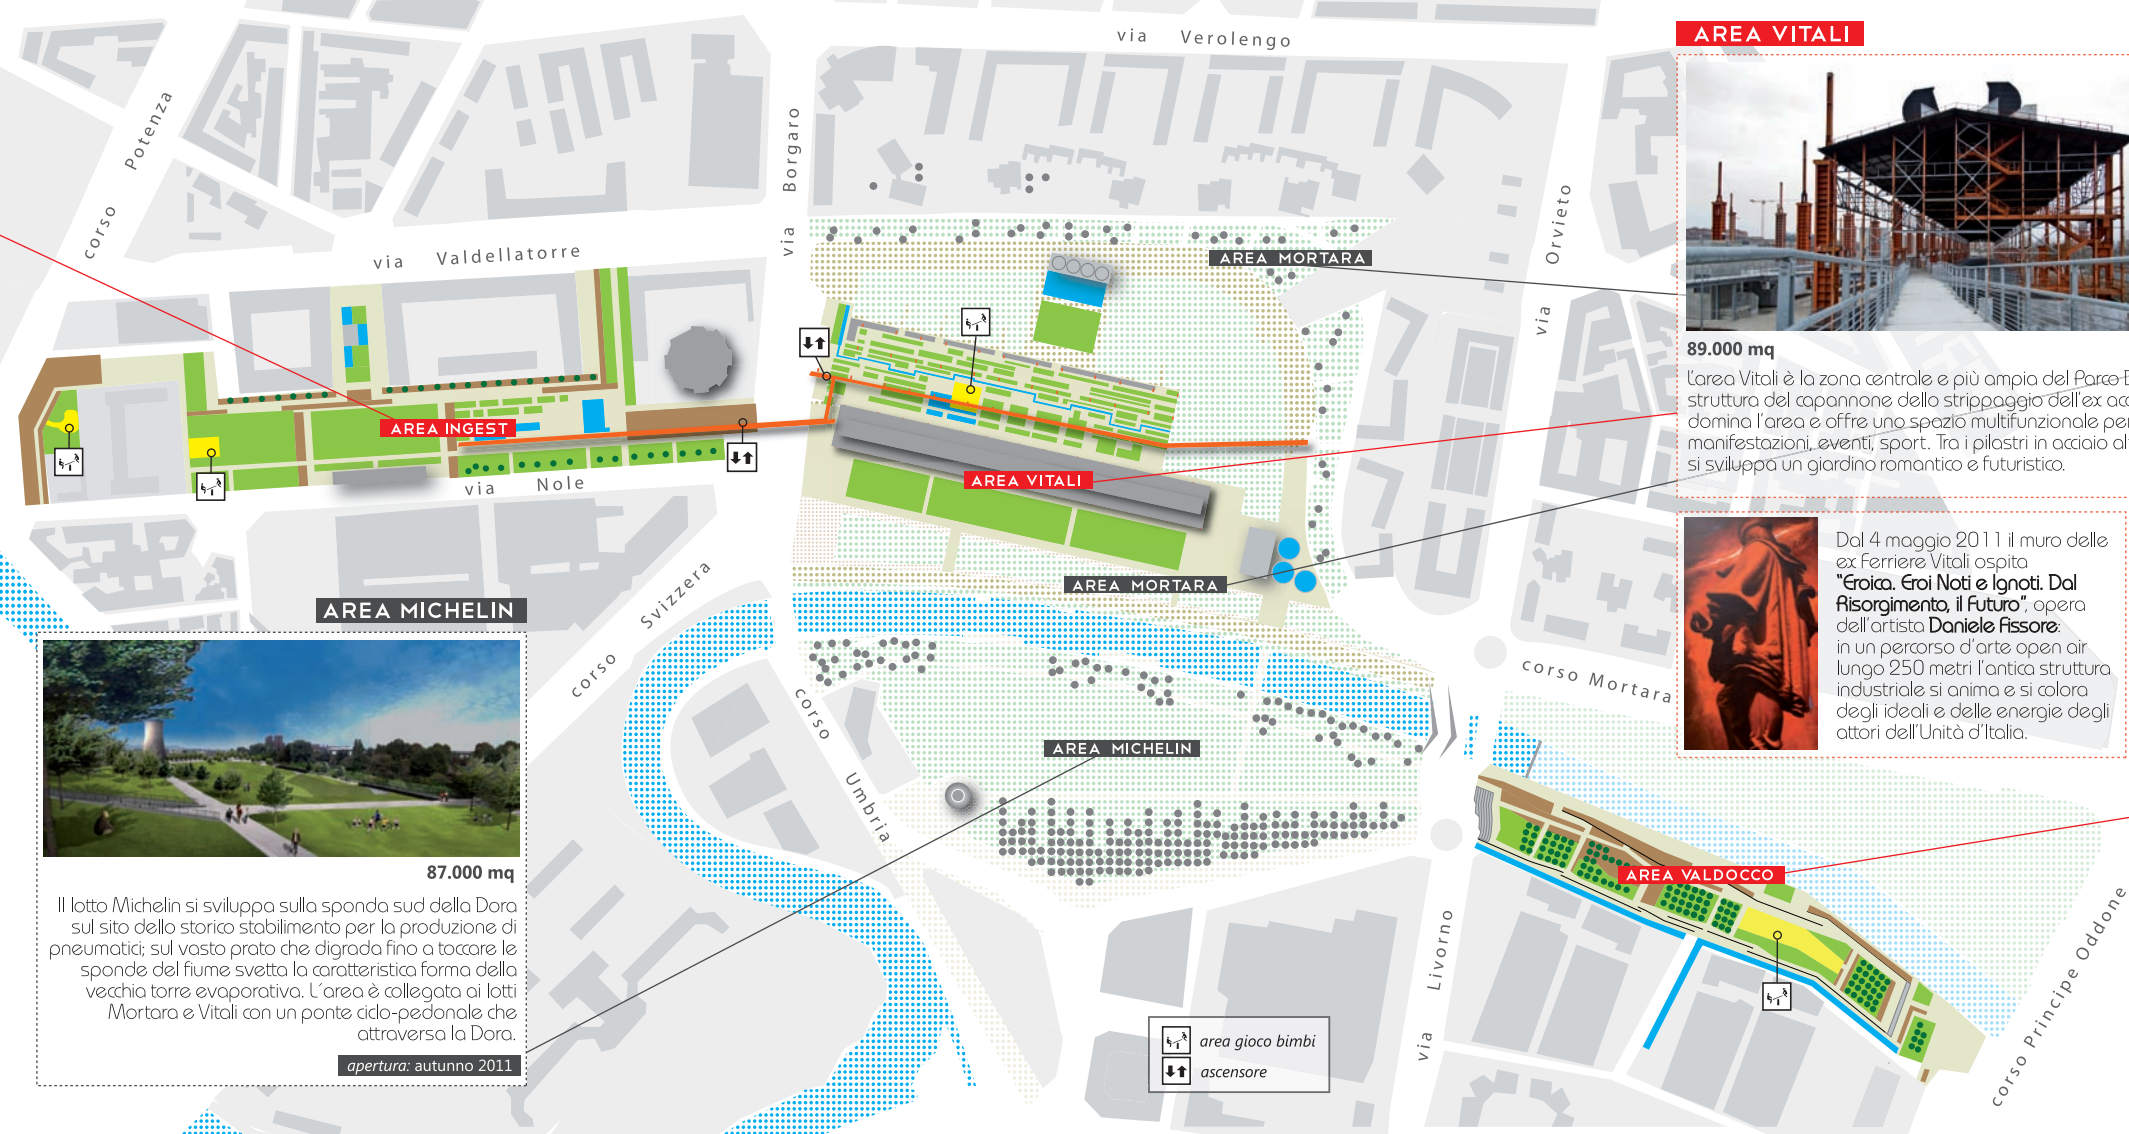 via Verolengo
AREA VITALI
corso Potenza
via Borgaro
via Valdellatorre
via Orvieto
AREA MORTARA
89.000 mq
L'area Vitali è la zona centrale e più ampia del Parco
struttura del capannone dello strippaggio dell'ex
domina l'area e offre uno spazio multifunzionale
manifestazioni, eventi, sport. Tra i pilastri in acciaio
si sviluppa un giardino romantico e futuristico.
AREA INGEST
AREA VITALI
via Nole
Dal 4 maggio 2011 il muro delle
ex Ferriere Vitali ospita
"Eroica. Eroi Noti e Ignoti. Dal
Risorgimento, il Futuro", opera
dell'artista Daniele Fissore:
in un percorso d'arte open air
lungo 250 metri l'antica struttura
industriale si anima e si colora
degli ideali e delle energie degli
attori dell'Unità d'Italia.
AREA MORTARA
corso Svizzera
AREA MICHELIN
corso Mortara
corso Umbria
AREA MICHELIN
87.000 mq
Il lotto Michelin si sviluppa sulla sponda sud della Dora
sul sito dello storico stabilimento per la produzione di
pneumatici; sul vasto prato che digrada fino a toccare le
sponde del fiume svetta la caratteristica forma della
vecchia torre evaporativa. L´area è collegata ai lotti
Mortara e Vitali con un ponte ciclo-pedonale che
attraversa la Dora.
apertura: autunno 2011
AREA VALDOCCO
via Livorno
corso Principe Oddone
area gioco bimbi
ascensore